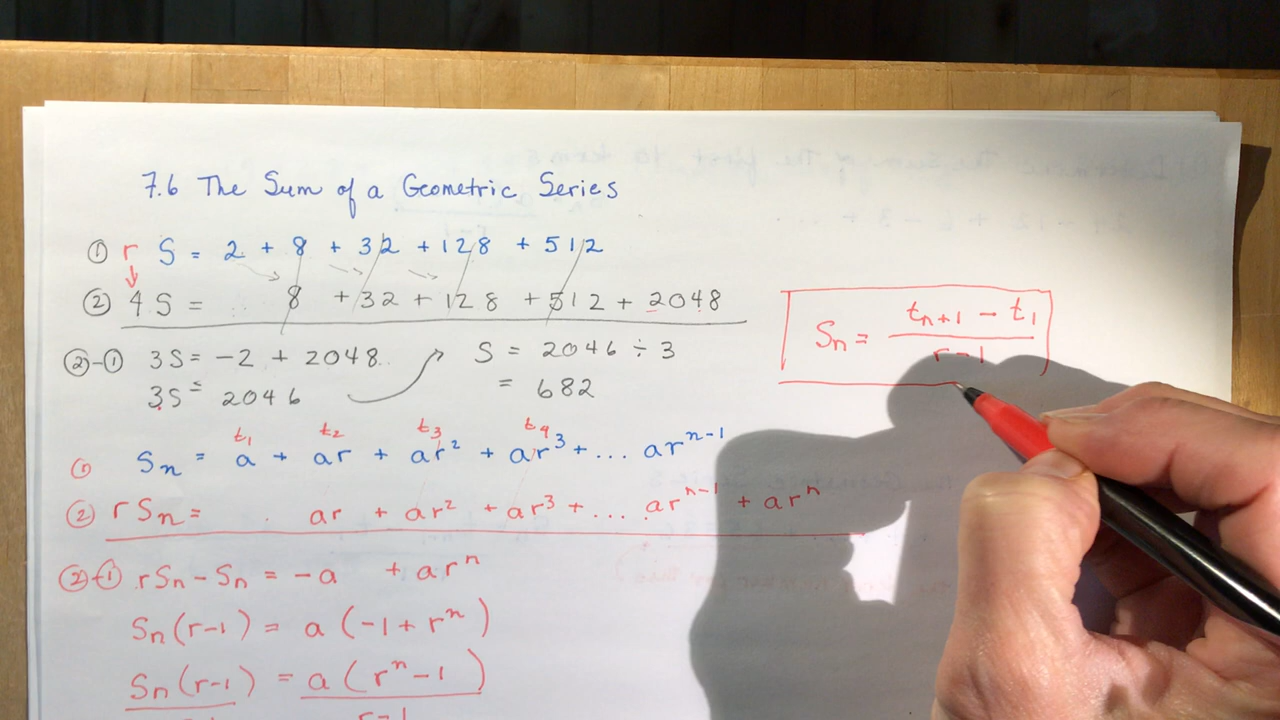 7.6 The Sum of a Geometric Series
① r S = 2 + 8 + 32 + 128 + 512
② 4S = 8 + 32 + 128 + 512 + 2048
②-① 3S = -2 + 2048
3S = 2046
S = 2046 ÷ 3
= 682
Sn = tn+1 - t1
r-1
t1 t2 t3 t4
① Sn = a + ar + ar² + ar³ + ... ar^n-1
② rSn = ar + ar² + ar³ + ... ar^n-1 + ar^n
②-① rSn - Sn = -a + ar^n
Sn(r-1) = a(-1 + r^n)
Sn(r-1) = a(r^n - 1)
r-1